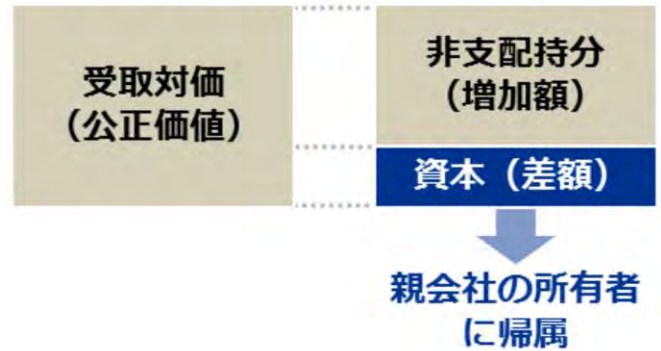 受取対価
（公正価値）
非支配持分
（増加額）
資本（差額）
親会社の所有者
に帰属